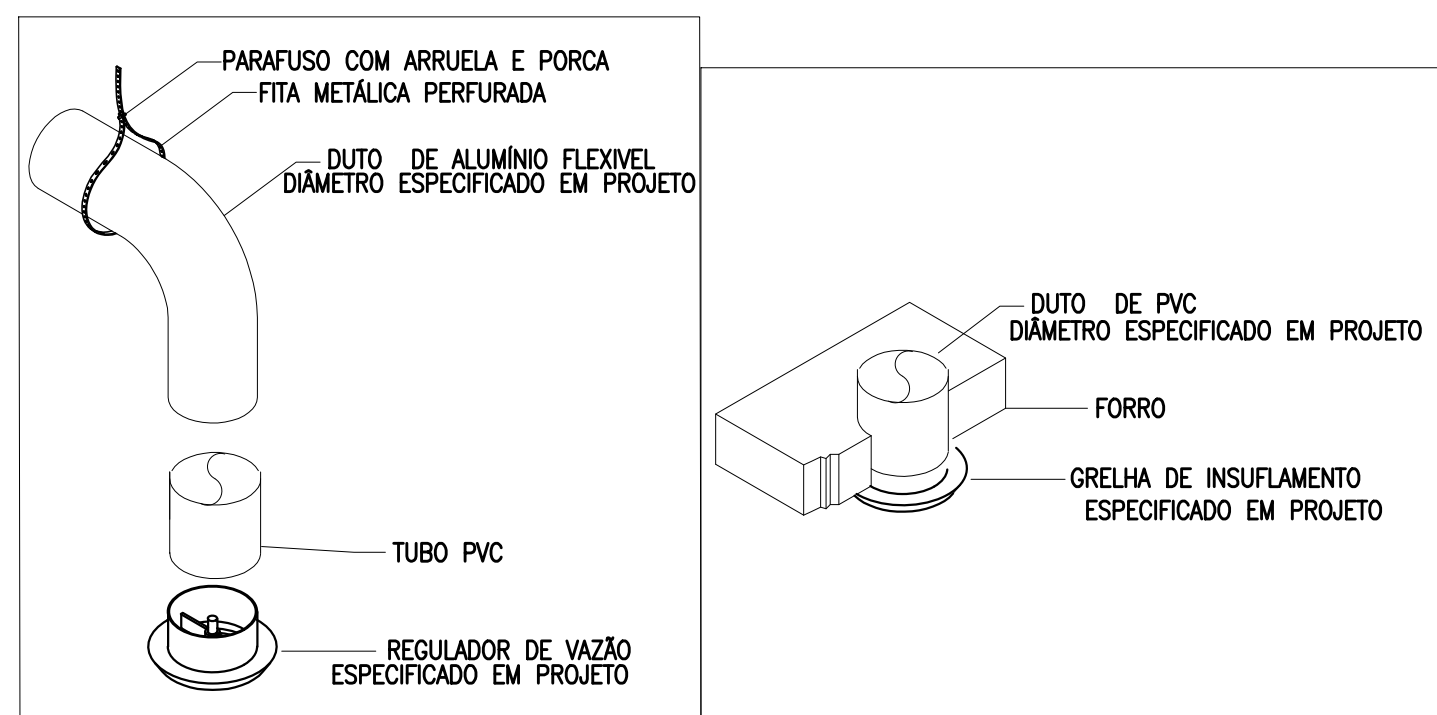 PARAFUSO COM ARRUELA E PORCA
FITA METÁLICA PERFURADA
DUTO DE ALUMÍNIO FLEXIVEL
DIÂMETRO ESPECIFICADO EM PROJETO
TUBO PVC
REGULADOR DE VAZÃO
ESPECIFICADO EM PROJETO
DUTO DE PVC
DIÂMETRO ESPECIFICADO EM PROJETO
FORRO
GRELHA DE INSUFLAMENTO
ESPECIFICADO EM PROJETO